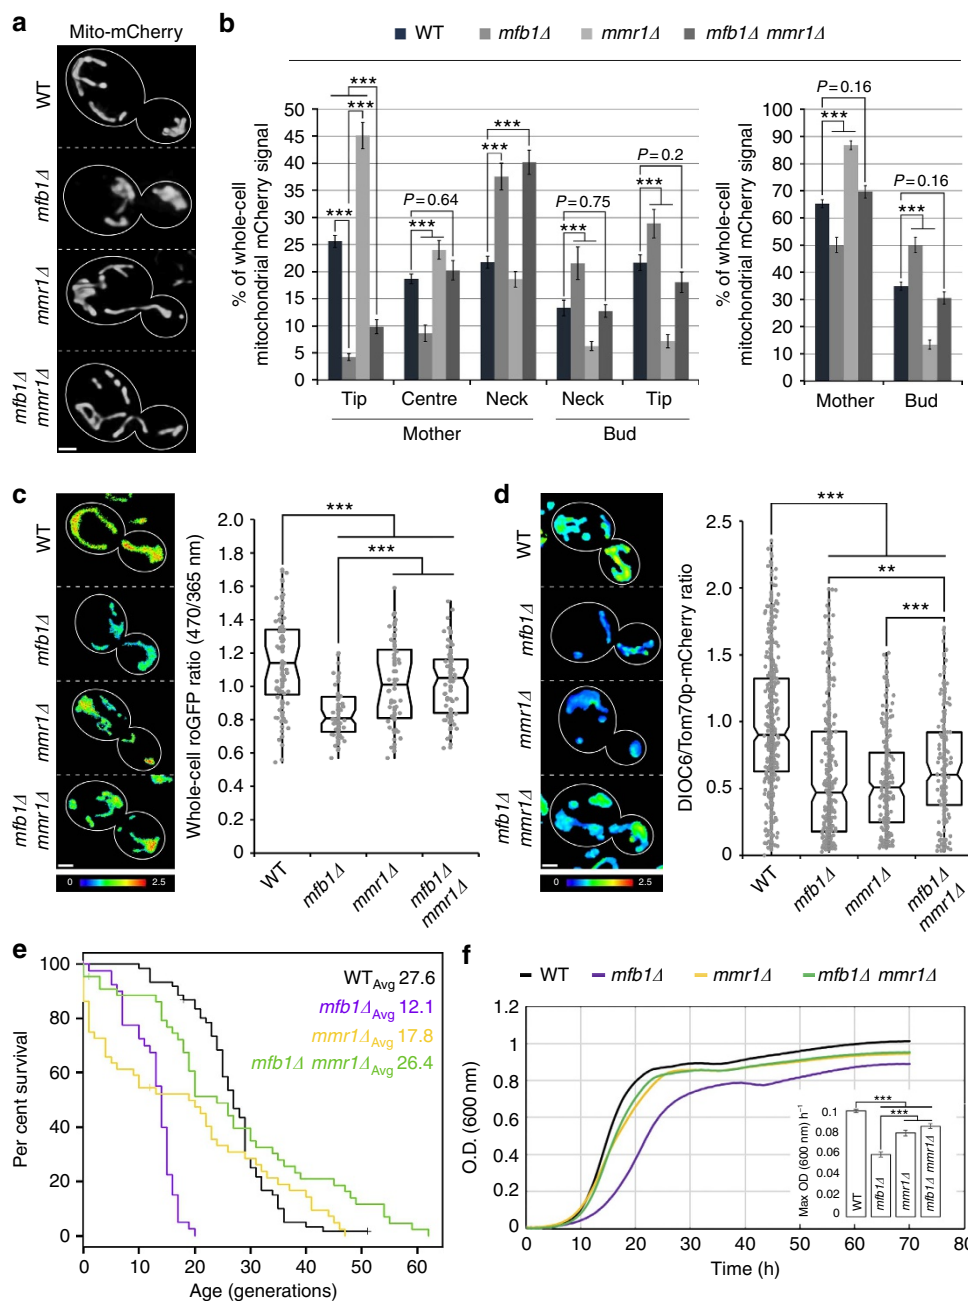 a
Mito-mCherry
WT
mfb1Δ
mmr1Δ
mfb1Δ
mmr1Δ
b
WT mfb1Δ mmr1Δ mfb1Δ mmr1Δ
% of whole-cell
mitochondrial mCherry signal
50
45
40
35
30
25
20
15
10
5
0
***
***
***
P = 0.64
***
***
***
P = 0.75
***
P = 0.2
***
Tip Centre Neck Neck Tip
Mother Bud
% of whole-cell
mitochondrial mCherry signal
100
90
80
70
60
50
40
30
20
10
0
P = 0.16
***
P = 0.16
***
Mother Bud
c
WT
mfb1Δ
mmr1Δ
mfb1Δ
mmr1Δ
0 2.5
Whole-cell roGFP ratio (470/365 nm)
2.0
1.8
1.6
1.4
1.2
1.0
0.8
0.6
0.4
0.2
0
***
***
WT
mfb1Δ
mmr1Δ
mfb1Δ
mmr1Δ
d
WT
mfb1Δ
mmr1Δ
mfb1Δ
mmr1Δ
0 2.5
DIOC6/Tom70p-mCherry ratio
2.5
2.0
1.5
1.0
0.5
0
***
**
***
WT
mfb1Δ
mmr1Δ
mfb1Δ
mmr1Δ
e
Per cent survival
100
80
60
40
20
0
WTAvg 27.6
mfb1ΔAvg 12.1
mmr1ΔAvg 17.8
mfb1Δ mmr1ΔAvg 26.4
0 10 20 30 40 50 60
Age (generations)
f
WT mfb1Δ mmr1Δ mfb1Δ mmr1Δ
O.D. (600 nm)
1.2
1
0.8
0.6
0.4
0.2
0
0 10 20 30 40 50 60 70 80
Time (h)
Max OD (600 nm) h⁻¹
0.1
0.08
0.06
0.04
0.02
0
***
***
WT
mfb1Δ
mmr1Δ
mfb1Δ mmr1Δ